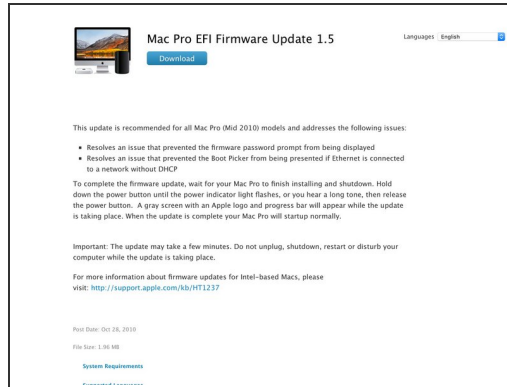 Mac Pro EFI Firmware Update 1.5
Languages English
Download
This update is recommended for all Mac Pro (Mid 2010) models and addresses the following issues:
Resolves an issue that prevented the firmware password prompt from being displayed
Resolves an issue that prevented the Boot Picker from being presented if Ethernet is connected
to a network without DHCP
To complete the firmware update, wait for your Mac Pro to finish installing and shutdown. Hold
down the power button until the power indicator light flashes, or you hear a long tone, then release
the power button. A gray screen with an Apple logo and progress bar will appear while the update
is taking place. When the update is complete your Mac Pro will startup normally.
Important: The update may take a few minutes. Do not unplug, shutdown, restart or disturb your
computer while the update is taking place.
For more information about firmware updates for Intel-based Macs, please
visit: http://support.apple.com/kb/HT1237
Post Date: Oct 28, 2010
File Size: 1.96 MB
System Requirements
Supported Languages